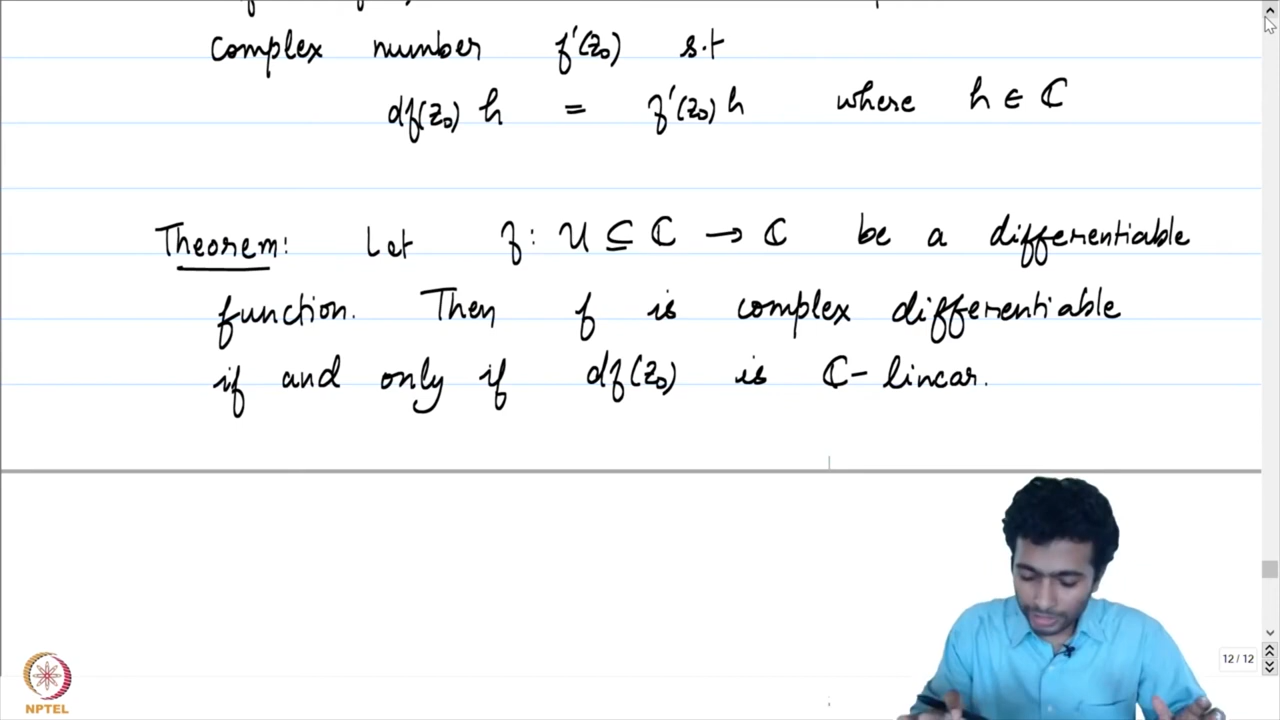 complex number f'(z₀) s.t
df(z₀) h = f'(z₀) h where h ∈ ℂ
Theorem: Let f: U ⊆ ℂ → ℂ be a differentiable
function. Then f is complex differentiable
if and only if df(z₀) is ℂ- linear.
12 / 12
NPTEL